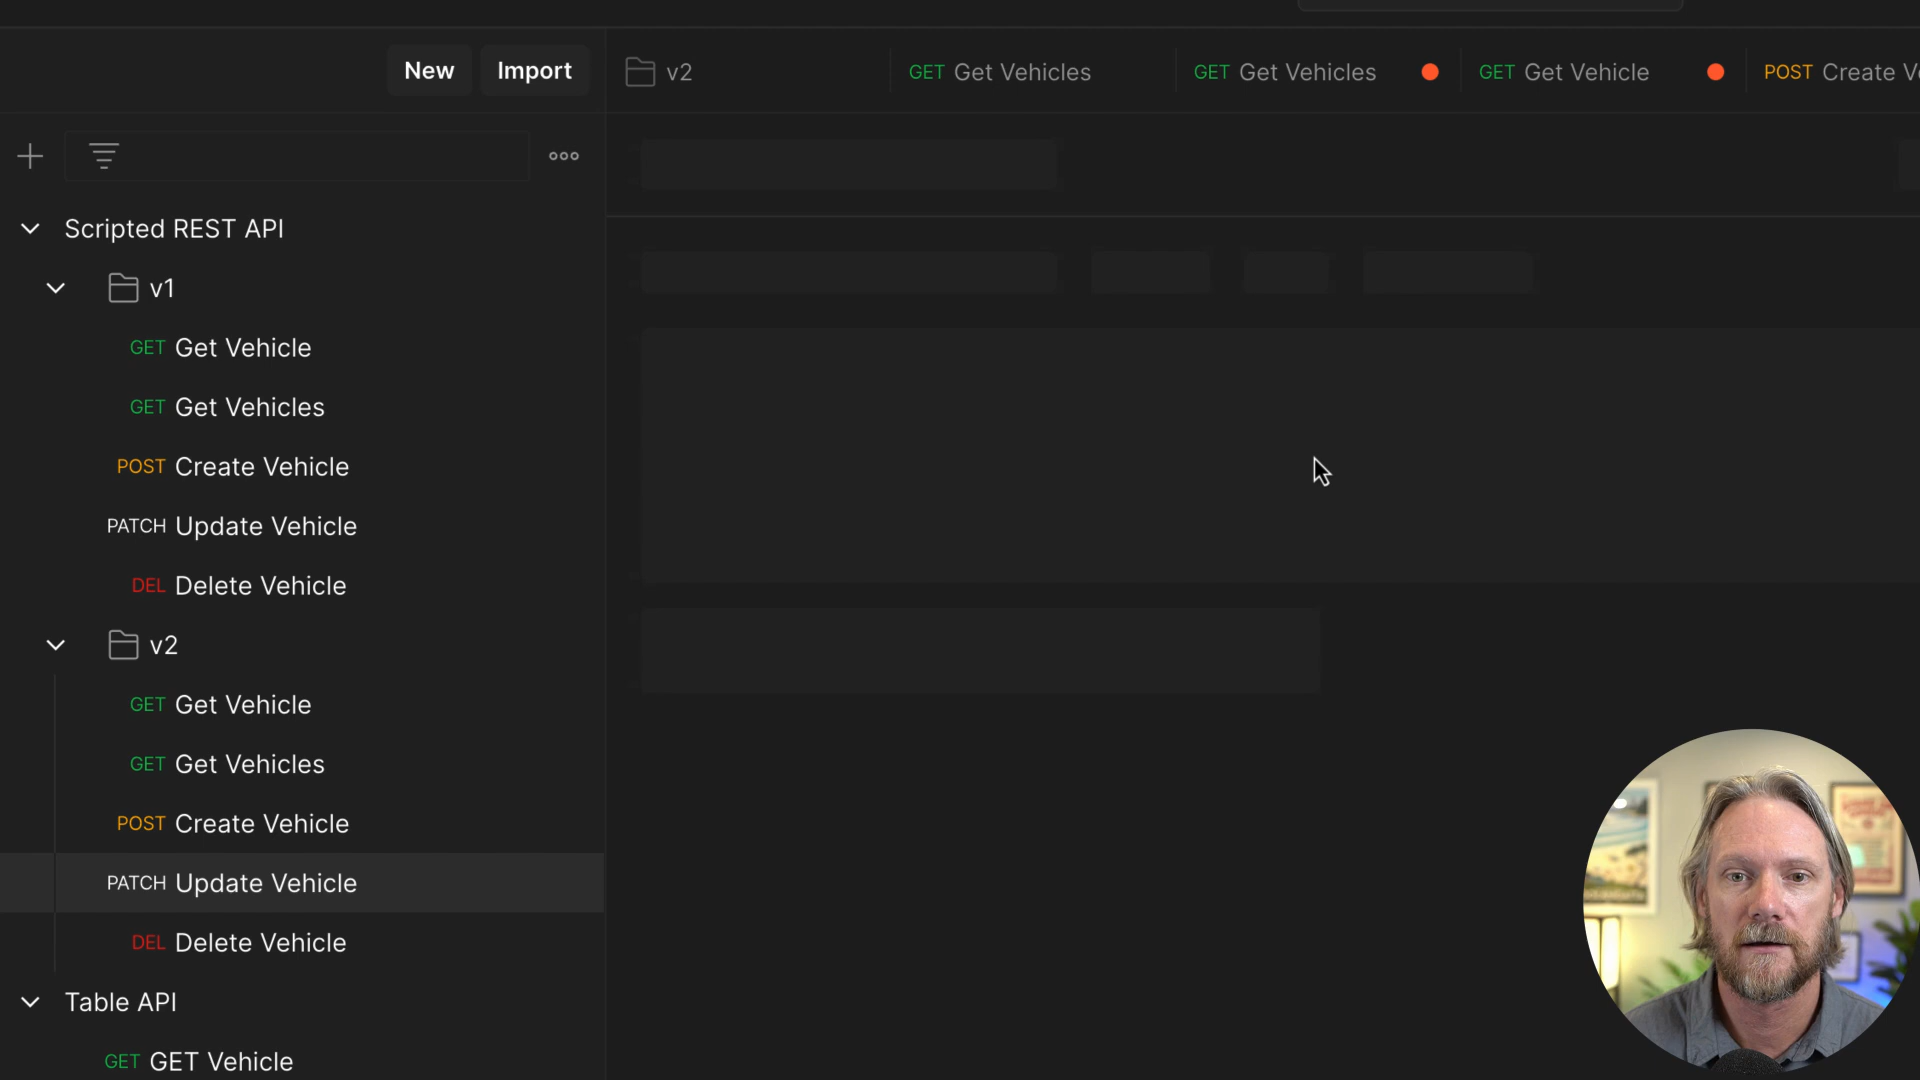 New Import
v2
GET Get Vehicles
GET Get Vehicles
GET Get Vehicle
POST Create
Scripted REST API
v1
GET Get Vehicle
GET Get Vehicles
POST Create Vehicle
PATCH Update Vehicle
DEL Delete Vehicle
v2
GET Get Vehicle
GET Get Vehicles
POST Create Vehicle
PATCH Update Vehicle
DEL Delete Vehicle
Table API
GET GET Vehicle